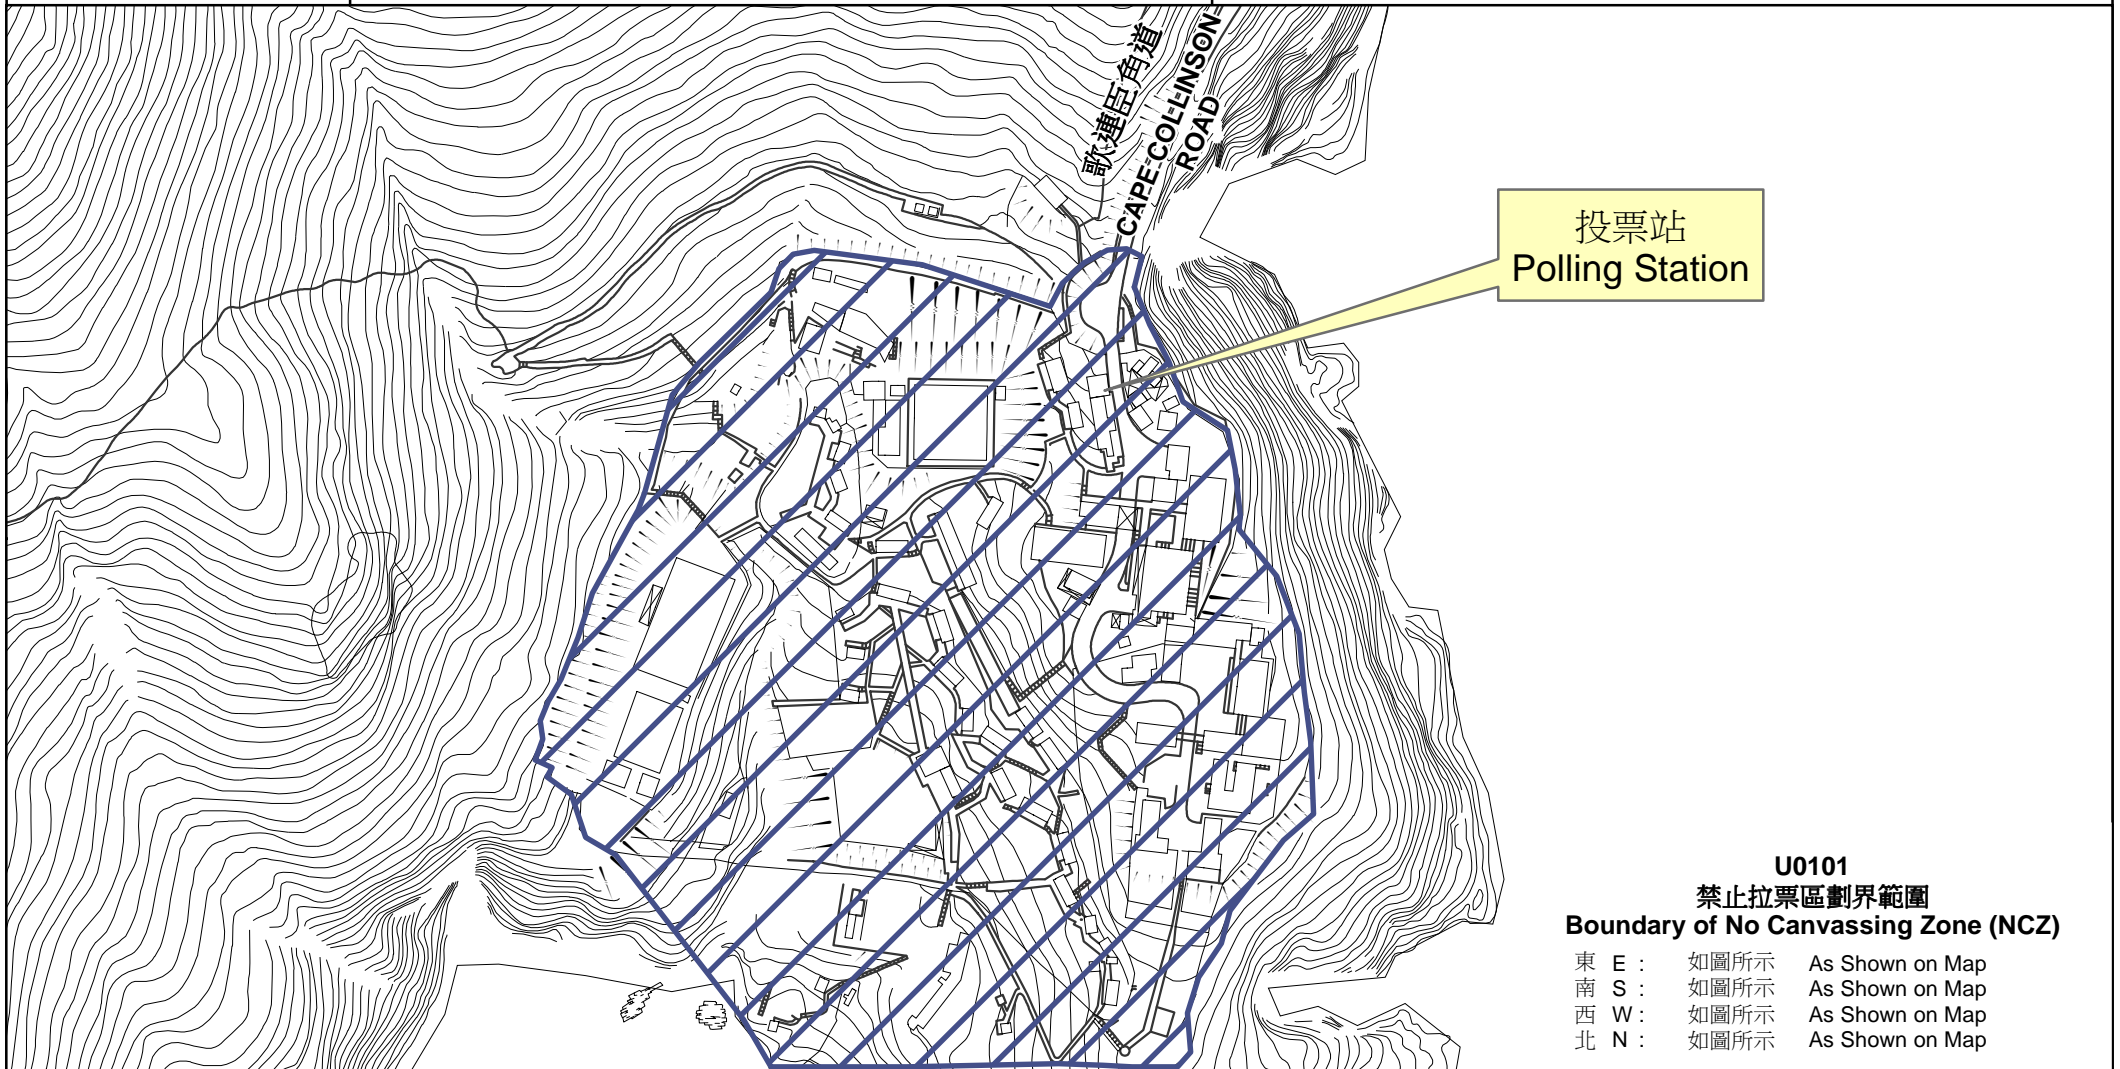 歌連臣角道
CAPE COLLINSON
ROAD
投票站
Polling Station
U0101
禁止拉票區劃界範圍
Boundary of No Canvassing Zone (NCZ)
東 E : 如圖所示 As Shown on Map
南 S : 如圖所示 As Shown on Map
西 W : 如圖所示 As Shown on Map
北 N : 如圖所示 As Shown on Map